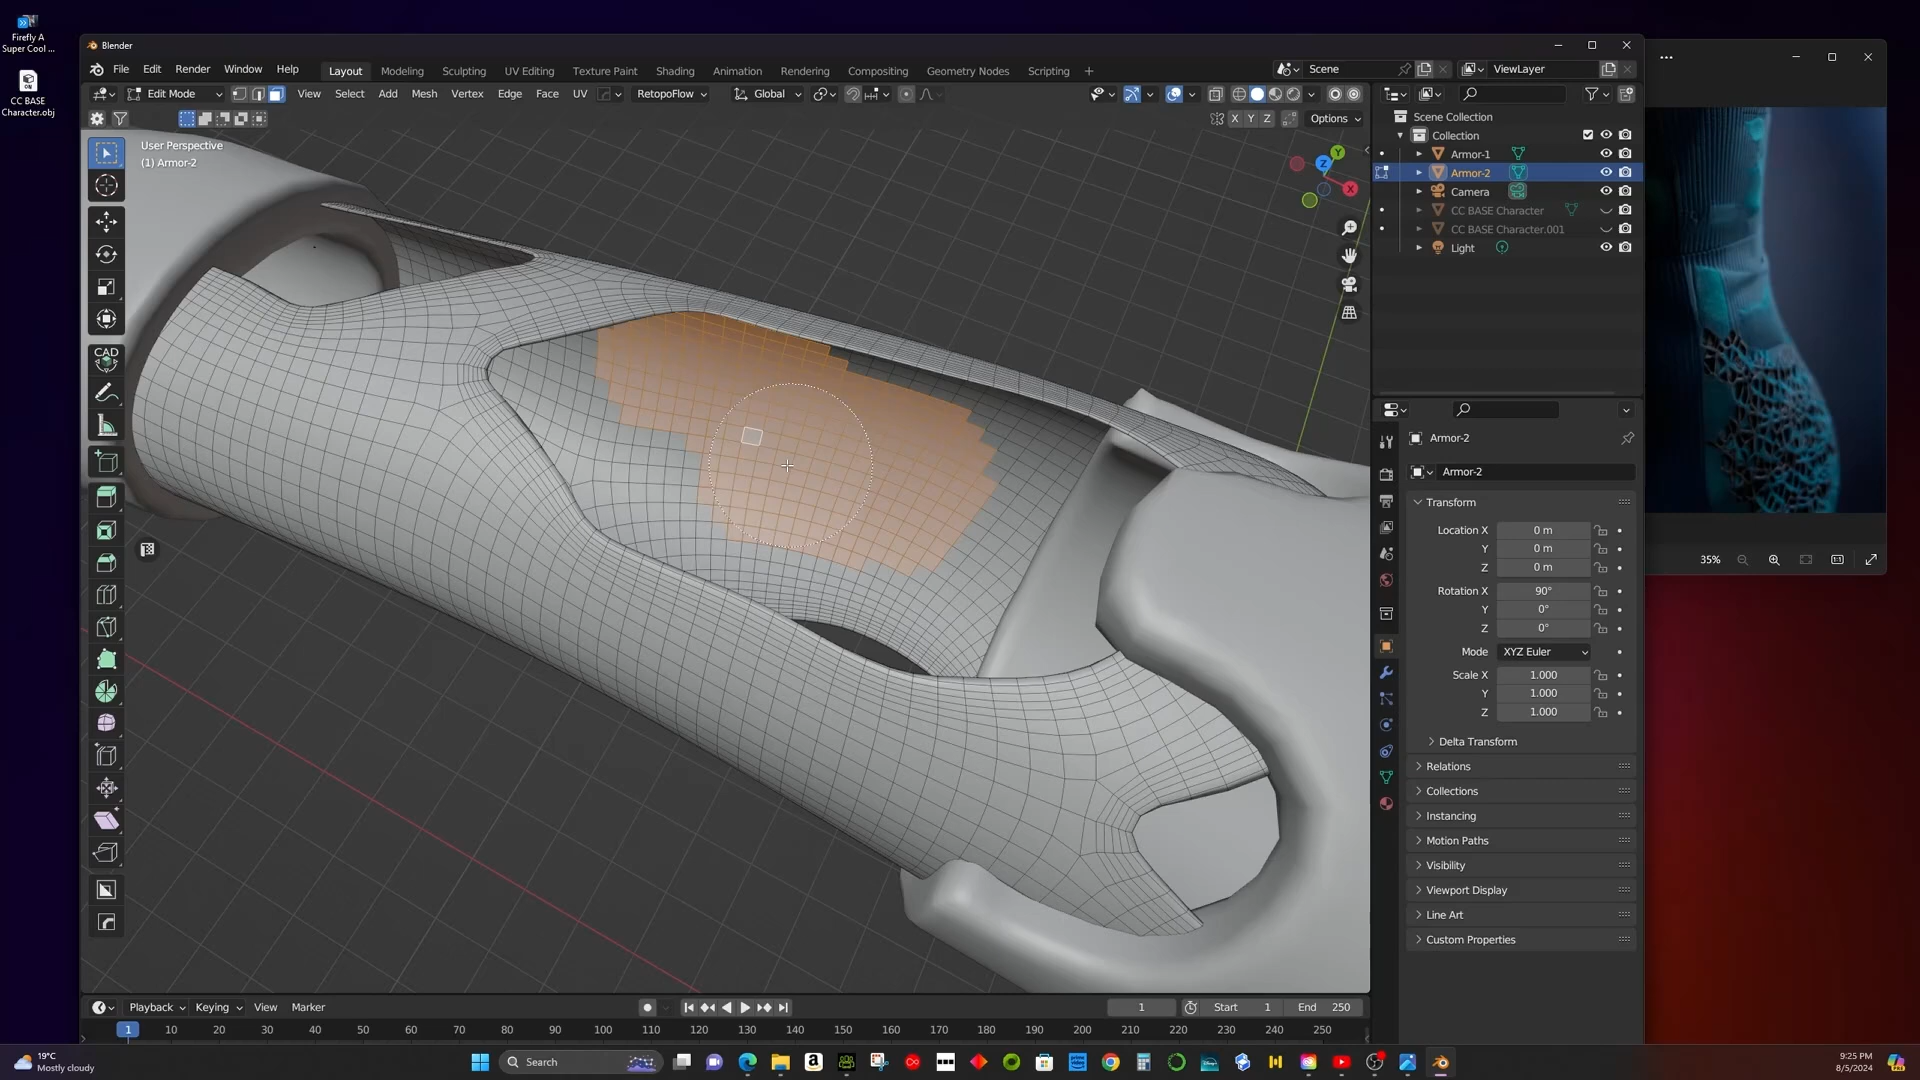 Firefly A
Super Cool ...
CC BASE
Character.obj
Blender
File Edit Render Window Help
Layout Modeling Sculpting UV Editing Texture Paint Shading Animation Rendering Compositing Geometry Nodes Scripting +
Scene
ViewLayer
Edit Mode
View Select Add Mesh Vertex Edge Face UV
RetopoFlow
Global
X Y Z
Options
User Perspective
(1) Armor-2
CAD
Z
Y
X
Scene Collection
Collection
Armor-1
Armor-2
Camera
CC BASE Character
CC BASE Character.001
Light
Armor-2
Armor-2
Transform
Location X 0 m
Y 0 m
Z 0 m
Rotation X 90°
Y 0°
Z 0°
Mode XYZ Euler
Scale X 1.000
Y 1.000
Z 1.000
Delta Transform
Relations
Collections
Instancing
Motion Paths
Visibility
Viewport Display
Line Art
Custom Properties
35%
Playback Keying View Marker
1
Start 1
End 250
1 10 20 30 40 50 60 70 80 90 100 110 120 130 140 150 160 170 180 190 200 210 220 230 240 250
19°C
Mostly cloudy
Search
9:25 PM
8/5/2024